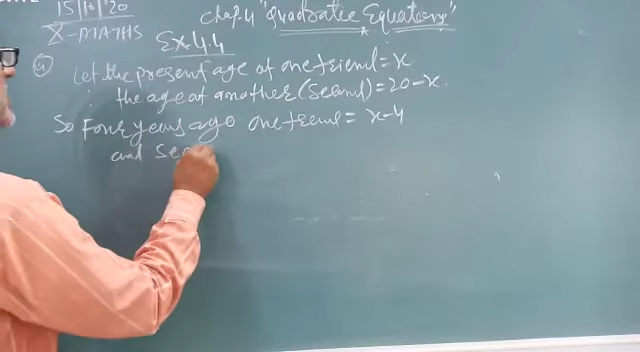 15/10/'20
X-MATHS
Chap.4 "Quadratic Equations"
Ex 4.4
Let the present age of one friend = x
∴ the age of another (second) = 20-x.
So Four years ago one friend = x-4
and Sec